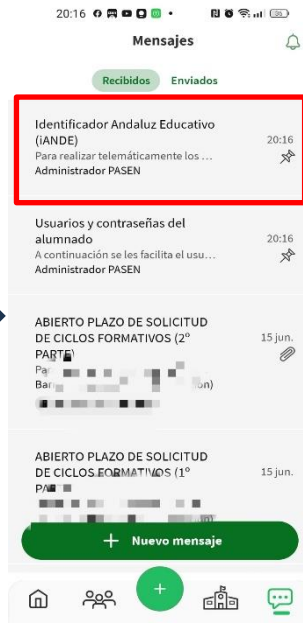 20:16
Mensajes
Recibidos Enviados
Identificador Andaluz Educativo
(iANDE)
20:16
Para realizar telemáticamente los ...
Administrador PASEN
Usuarios y contraseñas del
alumnado
20:16
A continuación se les facilita el usu...
Administrador PASEN
ABIERTO PLAZO DE SOLICITUD
DE CICLOS FORMATIVOS (2º
15 jun.
PARTE)
ABIERTO PLAZO DE SOLICITUD
DE CICLOS FORMATIVOS (1º
15 jun.
+ Nuevo mensaje